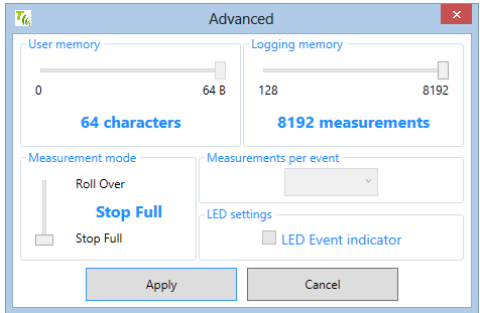 Advanced
User memory
0
64 B
64 characters
Logging memory
128
8192
8192 measurements
Measurement mode
Roll Over
Stop Full
Stop Full
Measurements per event
LED settings
LED Event indicator
Apply
Cancel